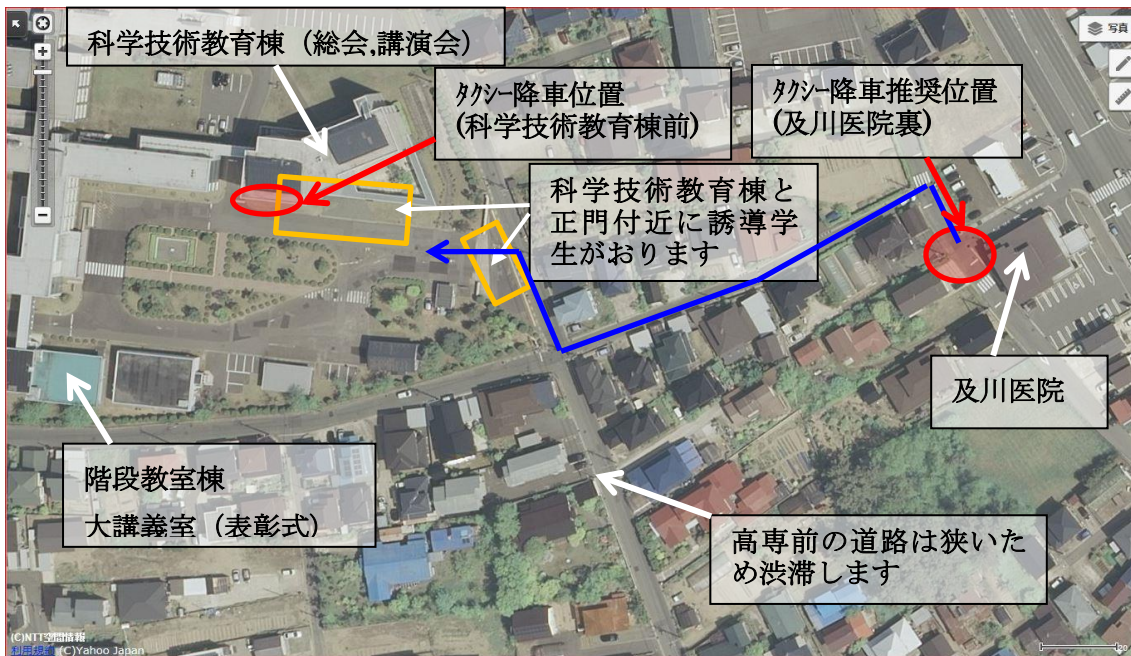 科学技術教育棟（総会,講演会）
写真
ﾀｸｼｰ降車位置
(科学技術教育棟前)
ﾀｸｼｰ降車推奨位置
(及川医院裏)
科学技術教育棟と
正門付近に誘導学
生がおります
及川医院
階段教室棟
大講義室（表彰式）
高専前の道路は狭いた
め渋滞します
(C)NTT空間情報
利用規約 (C)Yahoo Japan
20